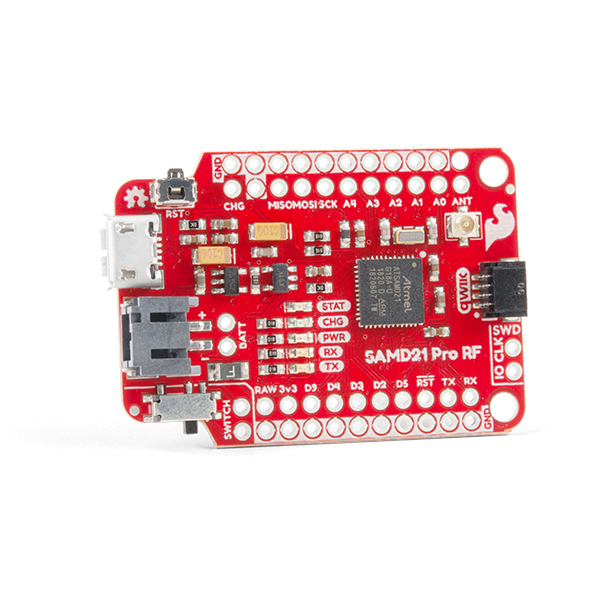 GND
CHG MISO MOSI SCK A4 A3 A2 A1 A0 ANT
RST
Atmel
ATSAMD21
G18A-U
qwiic
STAT
CHG
PWR
RX
TX
+
BATT
-
SAMD21 Pro RF
SWD
IO CLK
RAW 3v3 D9 D4 D3 D2 D5 RST TX RX
SWITCH
GND